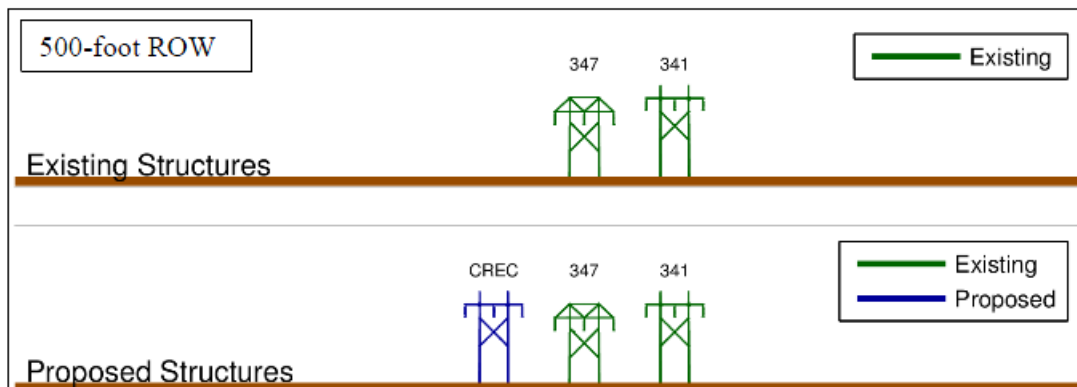 500-foot ROW
347
341
Existing
Existing Structures
CREC
347
341
Existing
Proposed
Proposed Structures